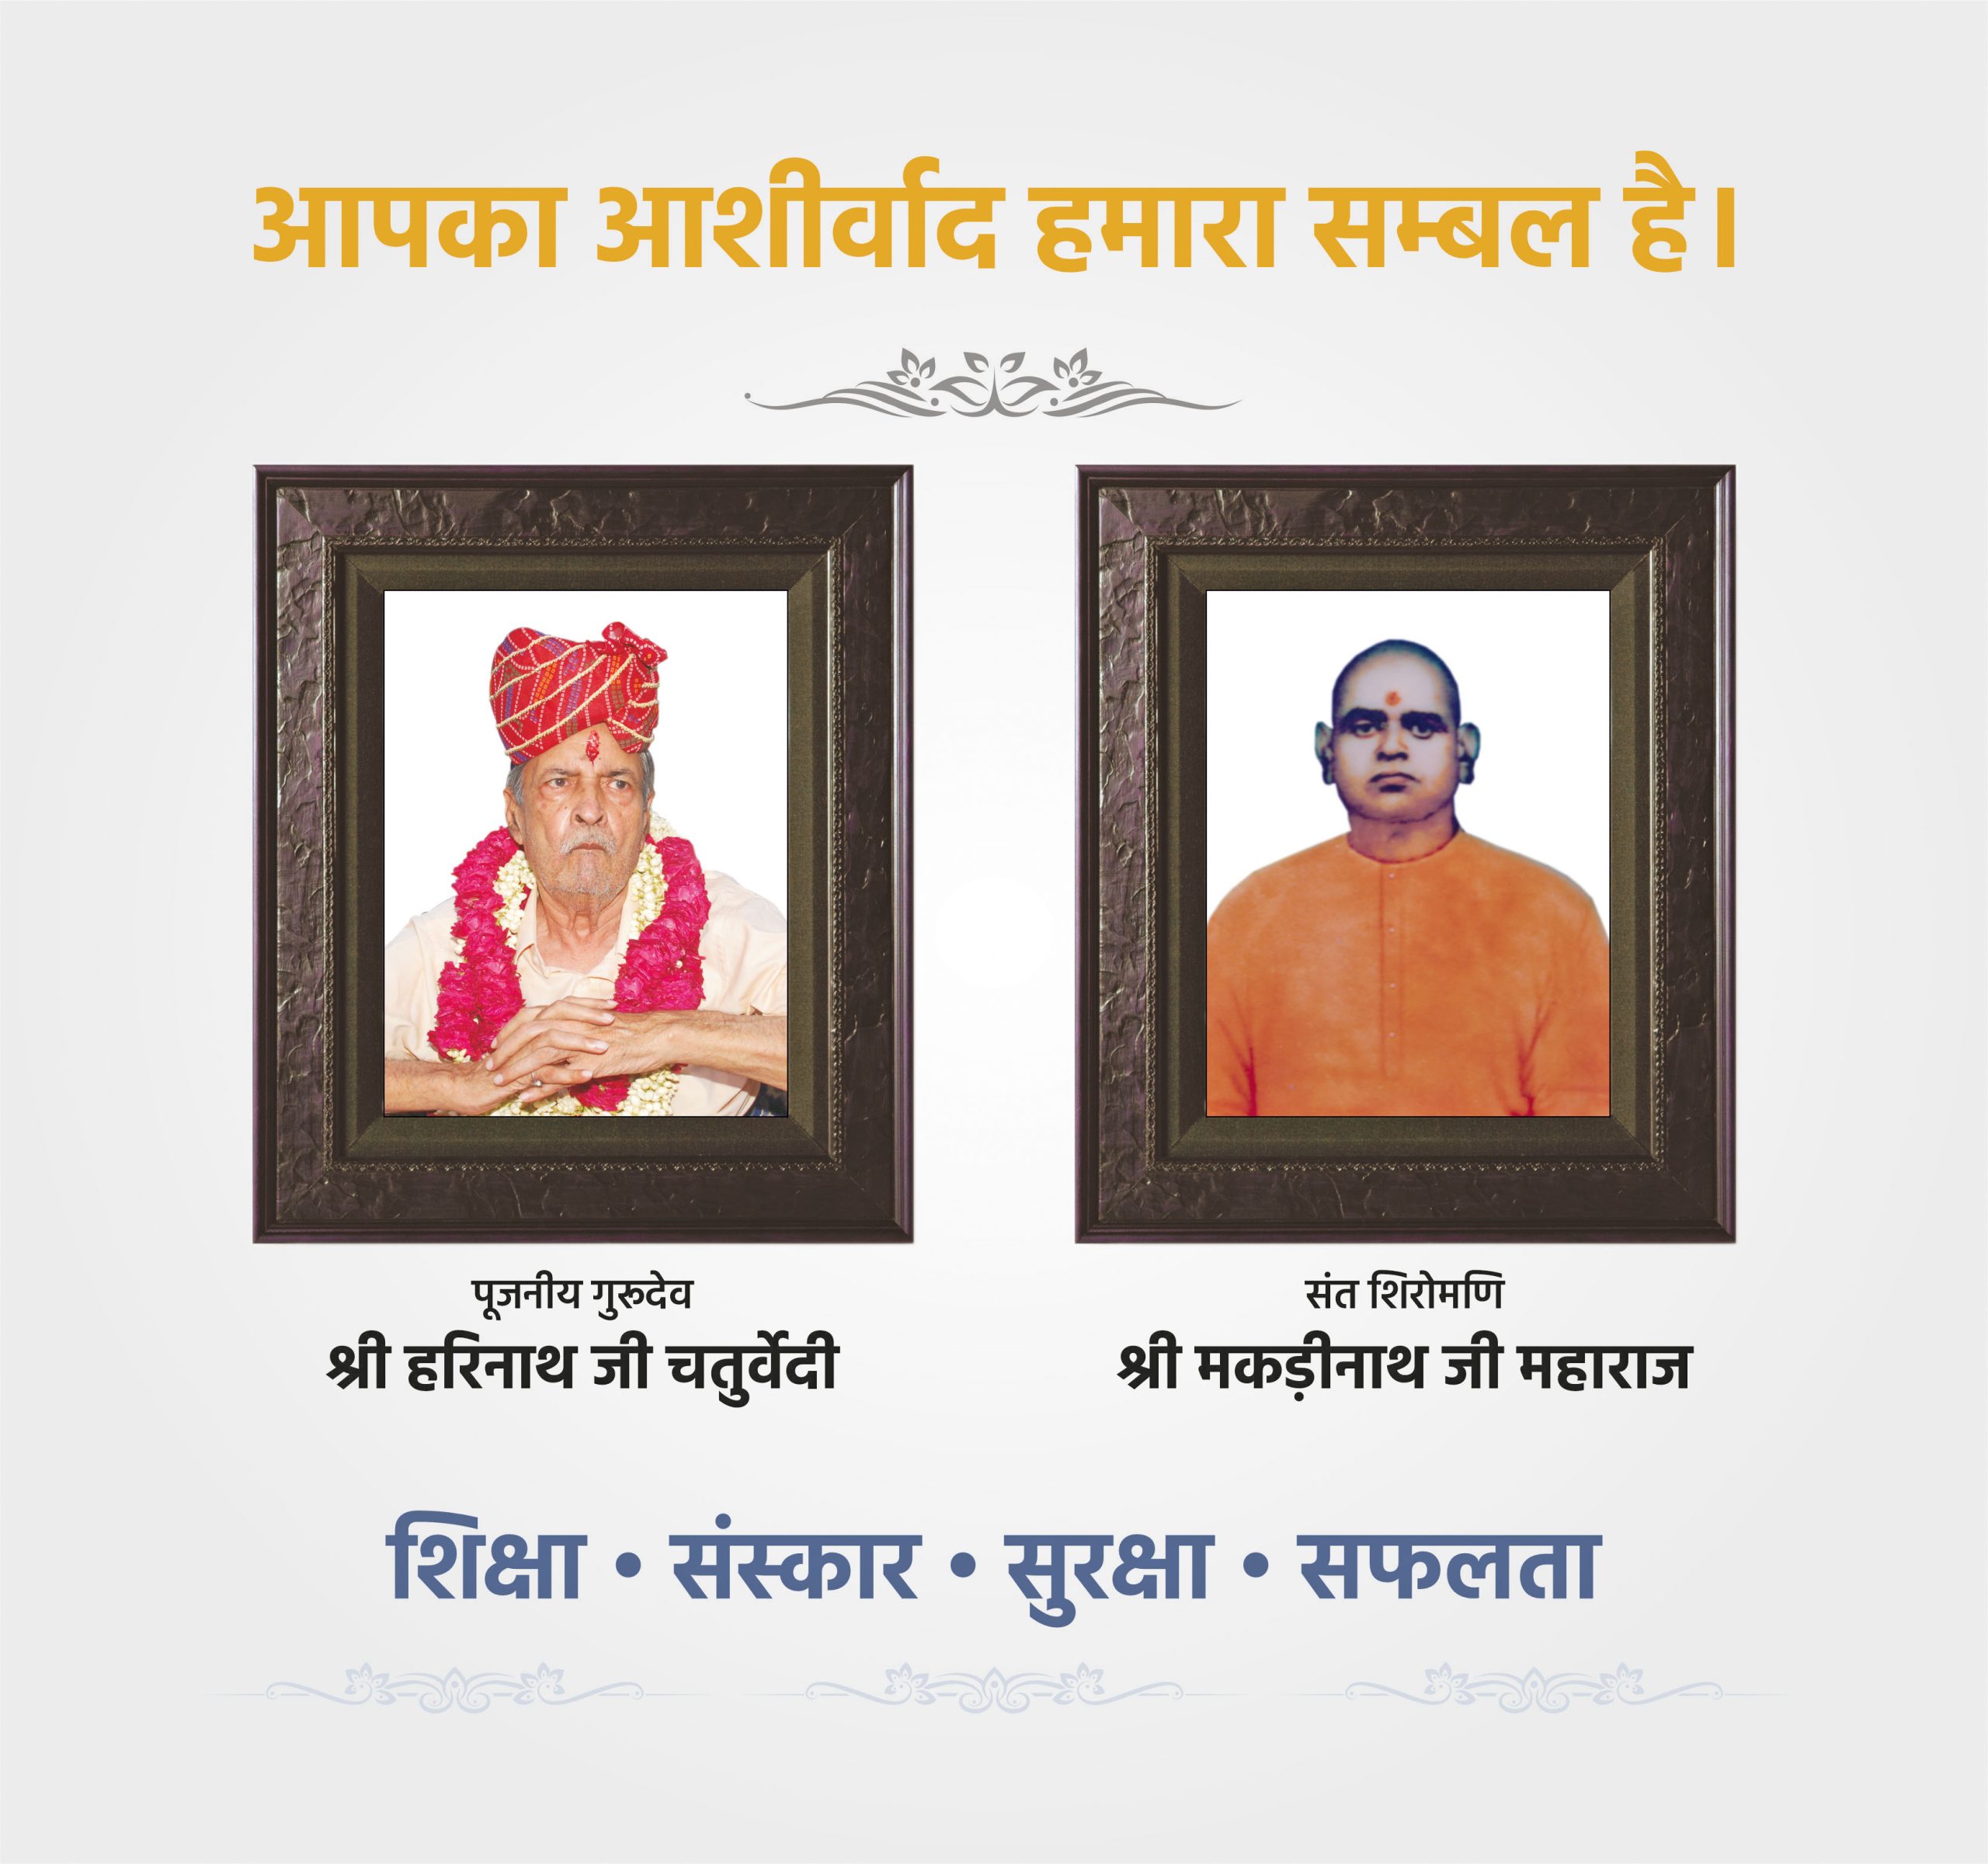 आपका आशीर्वाद हमारा सम्बल है।
पूजनीय गुरूदेव
श्री हरिनाथ जी चतुर्वेदी
संत शिरोमणि
श्री मकड़ीनाथ जी महाराज
शिक्षा • संस्कार • सुरक्षा • सफलता